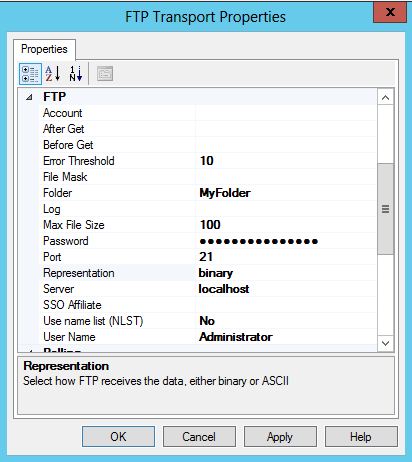 FTP Transport Properties
x
Properties
FTP
Account
After Get
Before Get
Error Threshold 10
File Mask
Folder MyFolder
Log
Max File Size 100
Password ●●●●●●●●●●●●●●●
Port 21
Representation binary
Server localhost
SSO Affiliate
Use name list (NLST) No
User Name Administrator
Polling
Representation
Select how FTP receives the data, either binary or ASCII
OK Cancel Apply Help